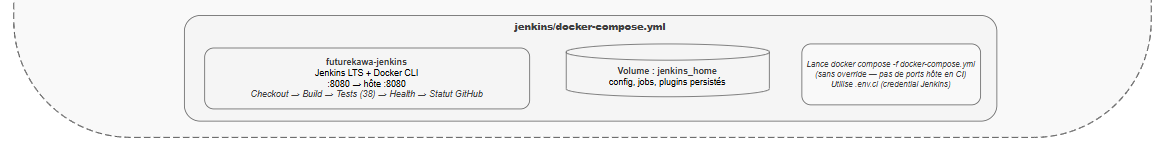 jenkins/docker-compose.yml
futurekawa-jenkins
Jenkins LTS + Docker CLI
:8080 → hôte :8080
Checkout → Build → Tests (38) → Health → Statut GitHub
Volume : jenkins_home
config, jobs, plugins persistés
Lance docker compose -f docker-compose.yml
(sans override — pas de ports hôte en CI)
Utilise .env.ci (credential Jenkins)